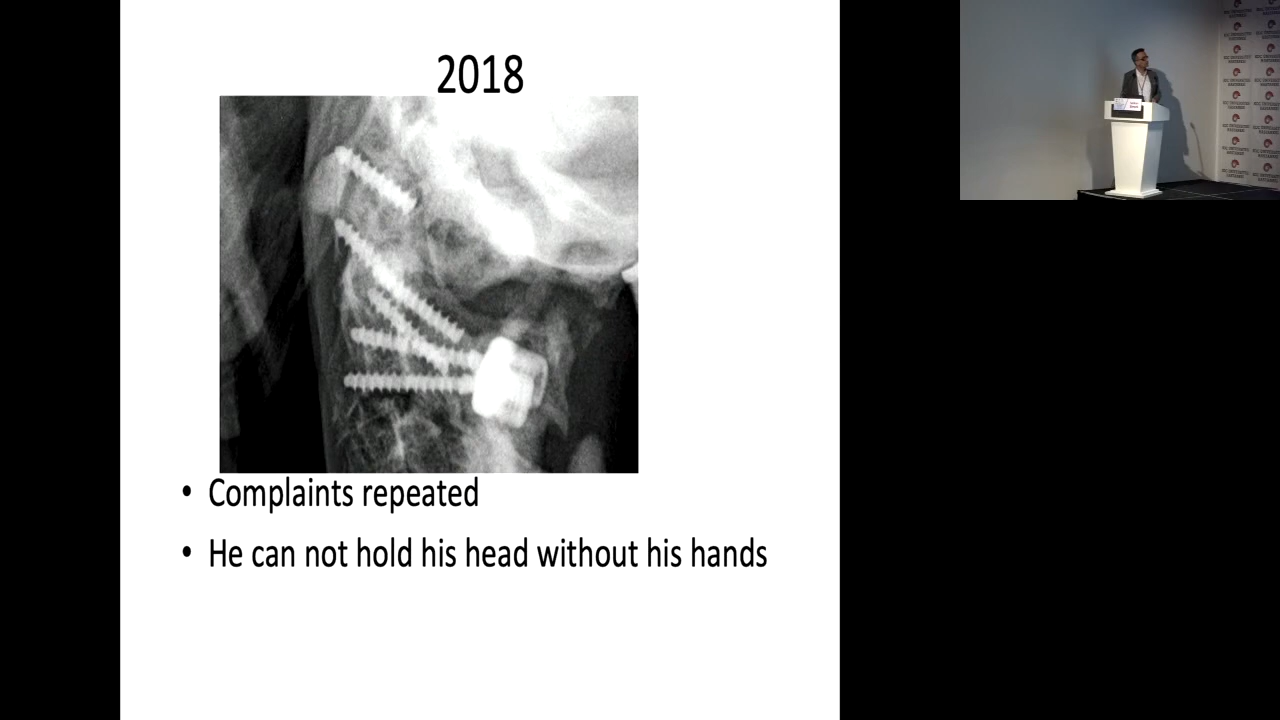 2018
• Complaints repeated
• He can not hold his head without his hands